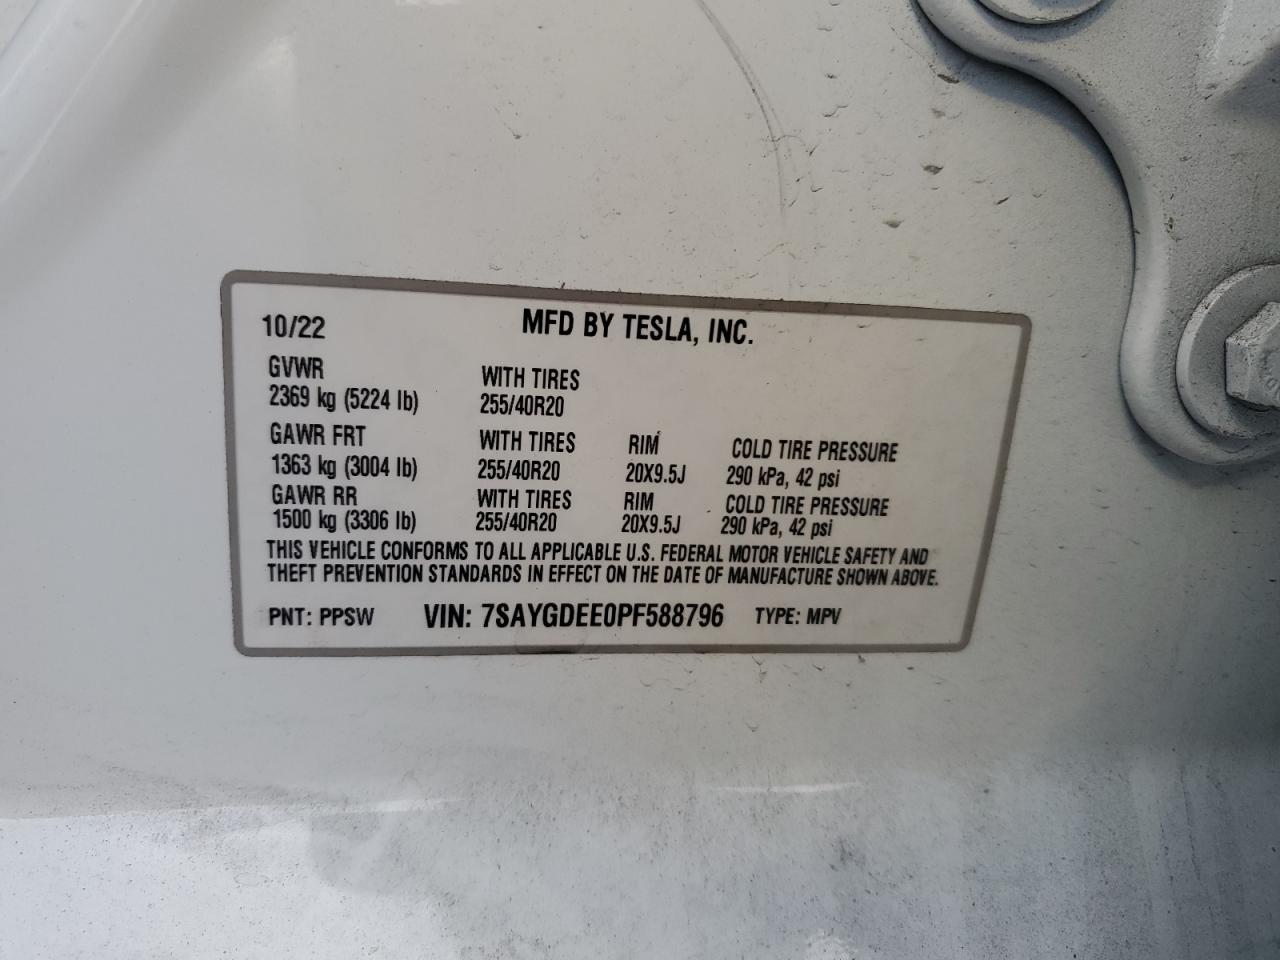 10/22 MFD BY TESLA, INC.
GVWR WITH TIRES
2369 kg (5224 lb) 255/40R20
GAWR FRT WITH TIRES RIM COLD TIRE PRESSURE
1363 kg (3004 lb) 255/40R20 20X9.5J 290 kPa, 42 psi
GAWR RR WITH TIRES RIM COLD TIRE PRESSURE
1500 kg (3306 lb) 255/40R20 20X9.5J 290 kPa, 42 psi
THIS VEHICLE CONFORMS TO ALL APPLICABLE U.S. FEDERAL MOTOR VEHICLE SAFETY AND
THEFT PREVENTION STANDARDS IN EFFECT ON THE DATE OF MANUFACTURE SHOWN ABOVE.
PNT: PPSW VIN: 7SAYGDEE0PF588796 TYPE: MPV